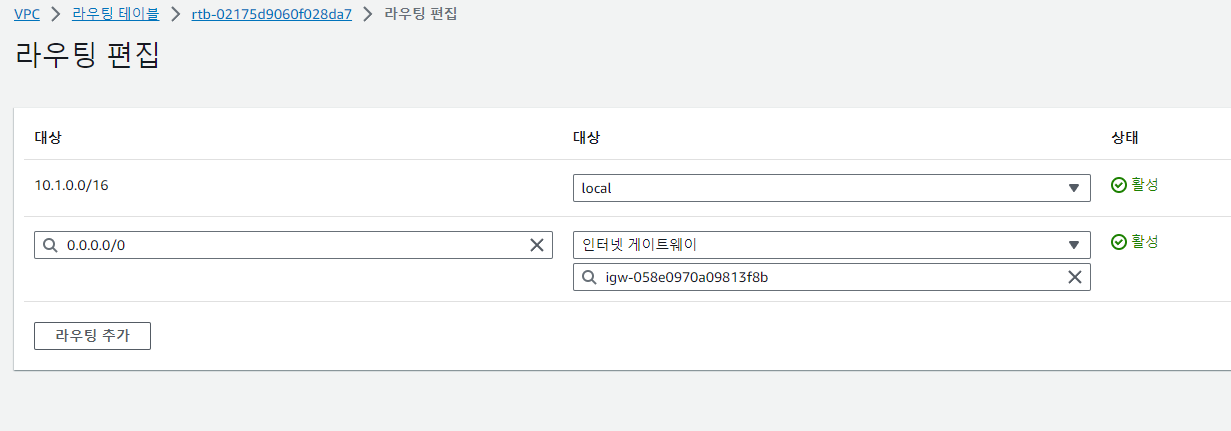 VPC > 라우팅 테이블 > rtb-02175d9060f028da7 > 라우팅 편집
라우팅 편집
대상 대상 상태
10.1.0.0/16 local 활성
0.0.0.0/0 인터넷 게이트웨이 활성
igw-058e0970a09813f8b
라우팅 추가